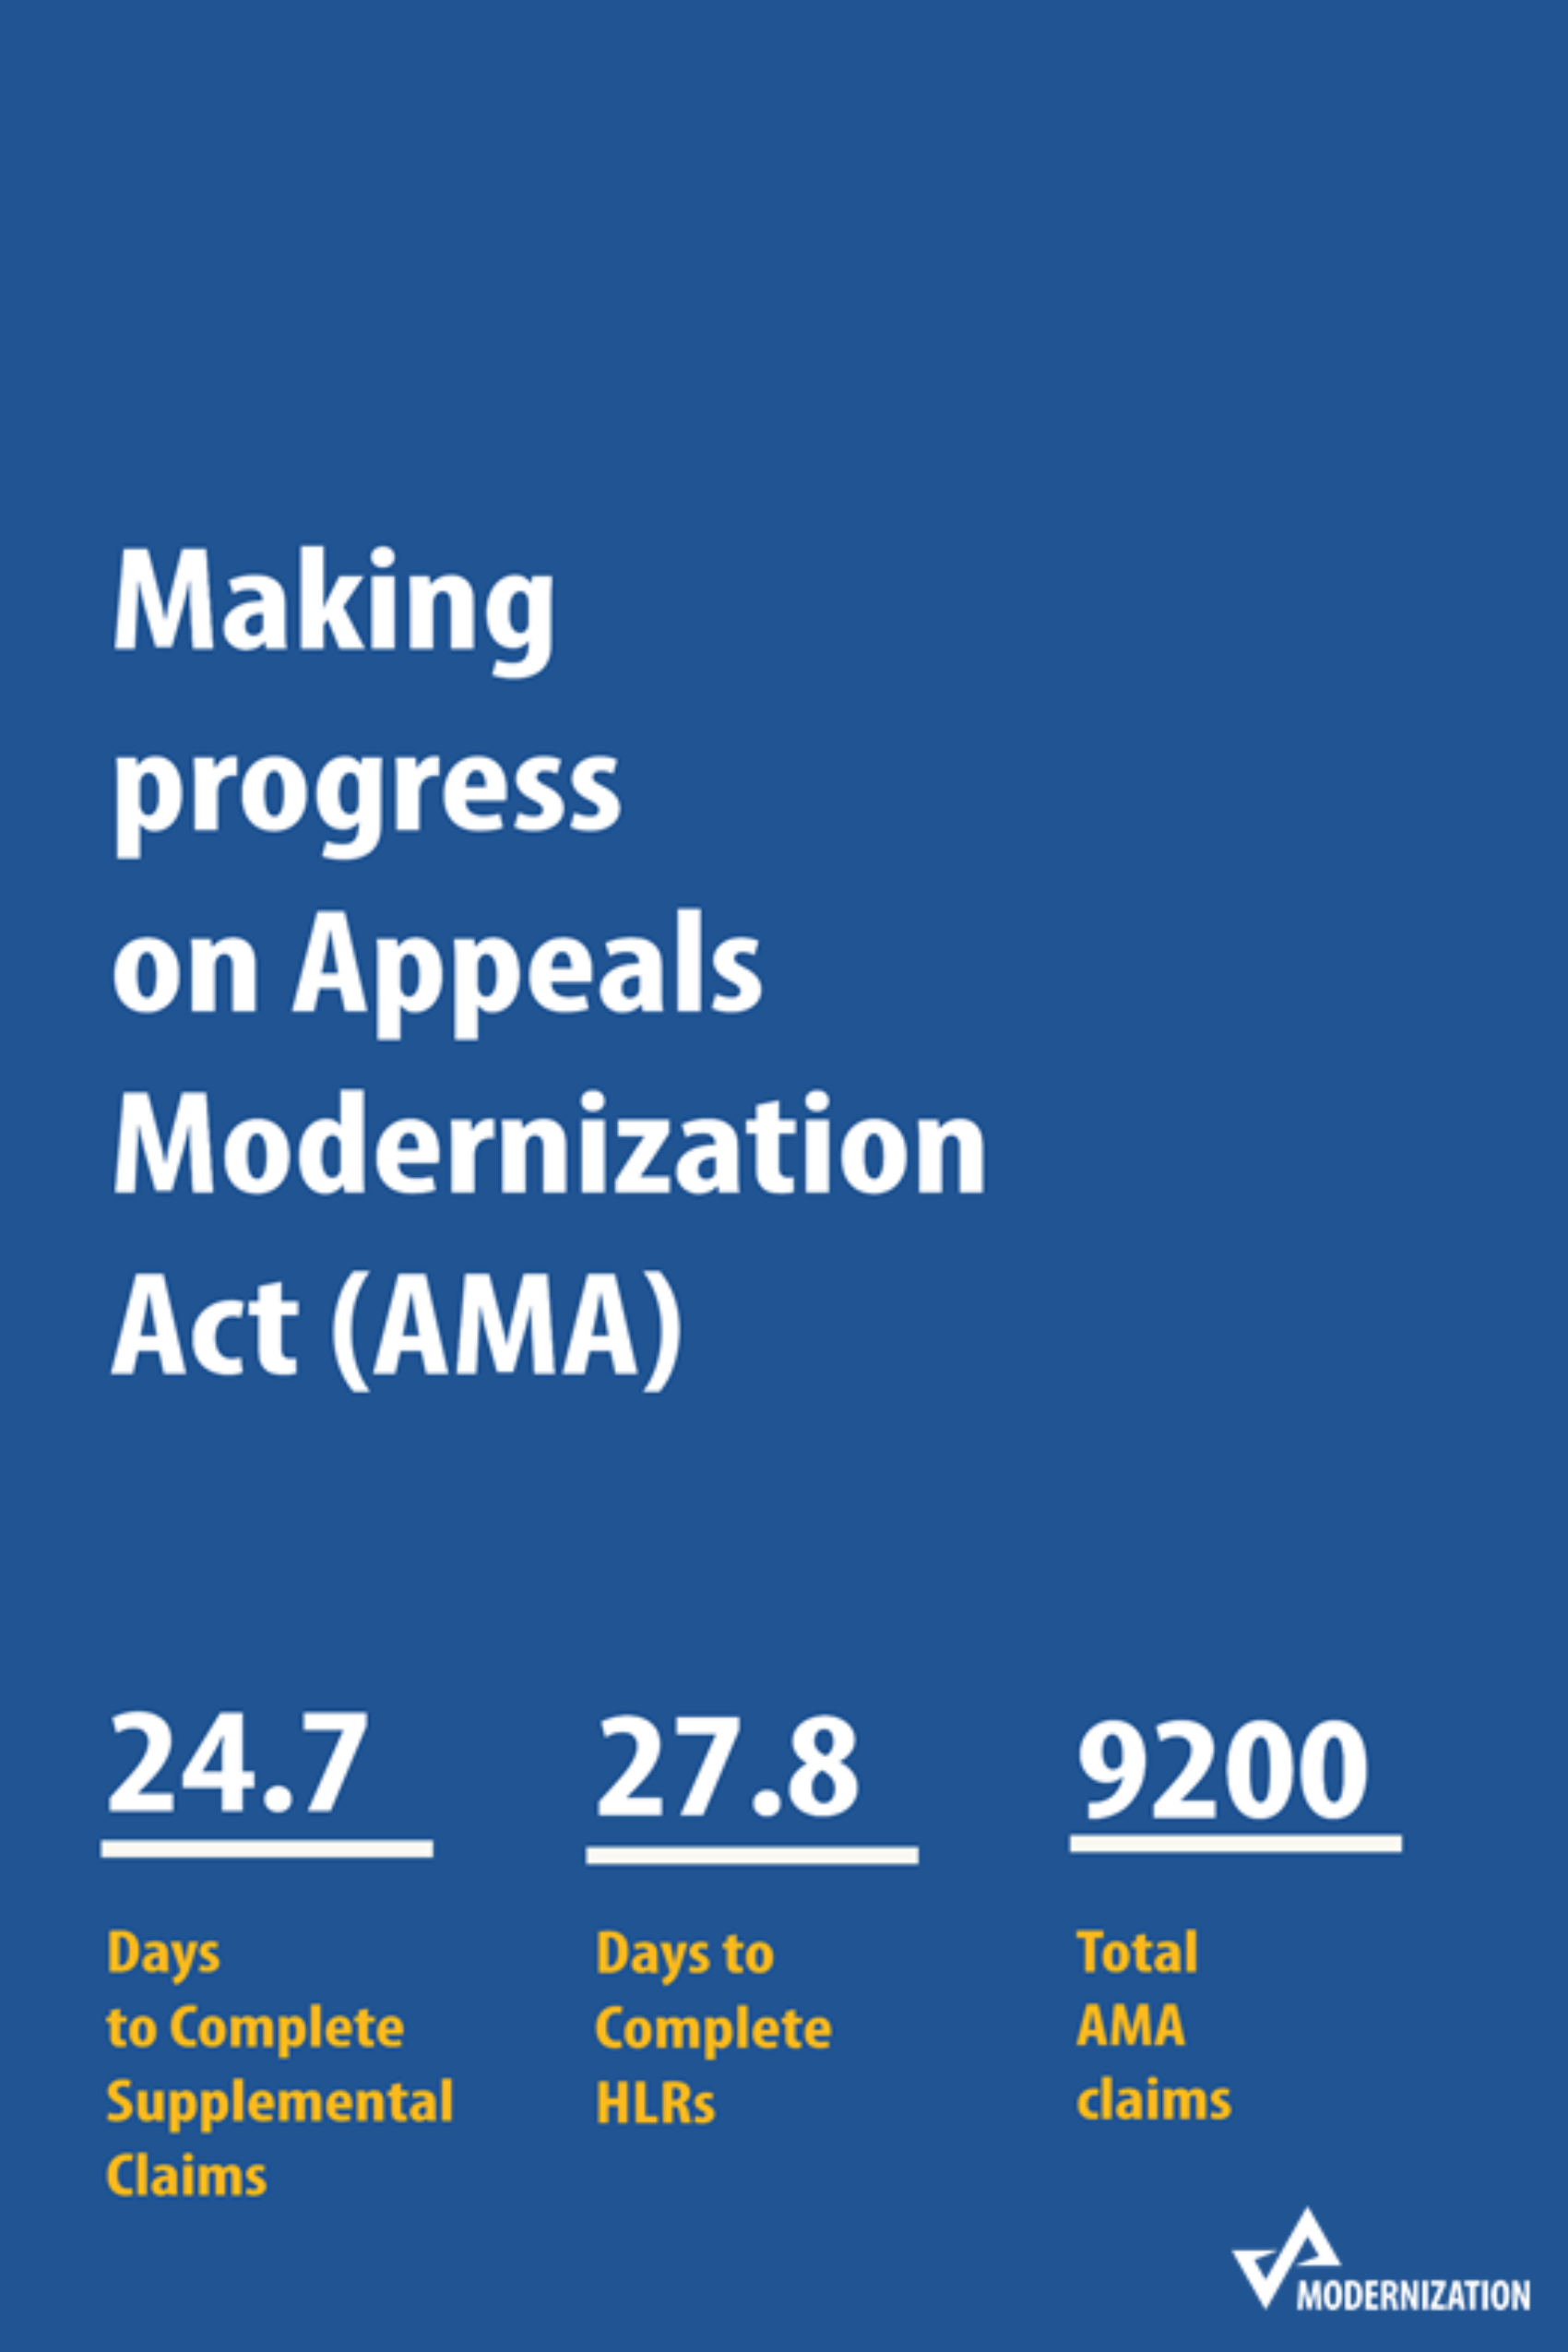 Making
progress
on Appeals
Modernization
Act (AMA)
24.7
Days
to Complete
Supplemental
Claims
27.8
Days to
Complete
HLRs
9200
Total
AMA
claims
MODERNIZATION